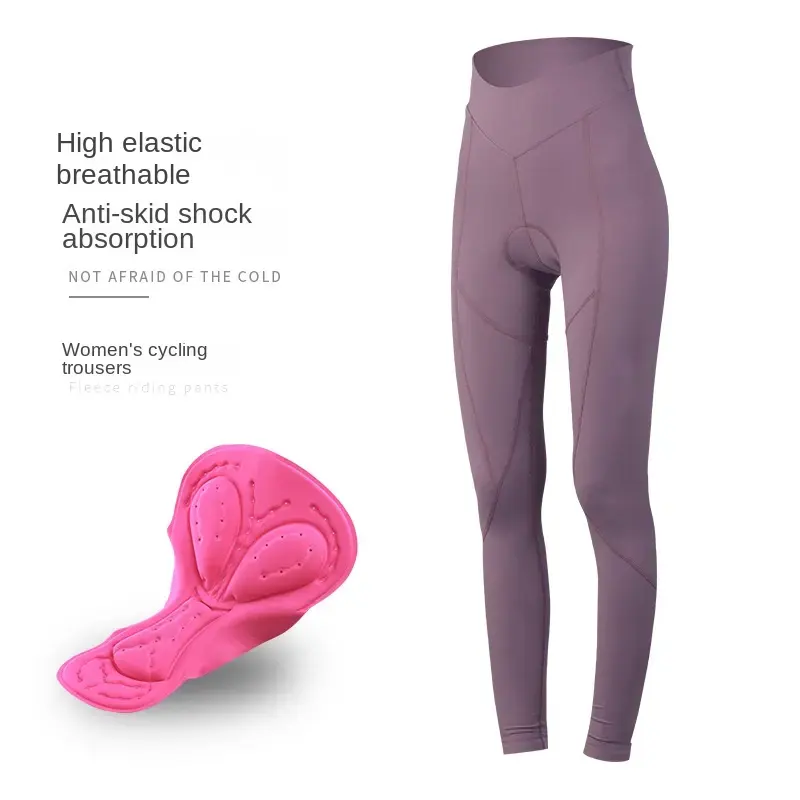 High elastic
breathable
Anti-skid shock
absorption
NOT AFRAID OF THE COLD
Women's cycling
trousers
Fleece riding pants